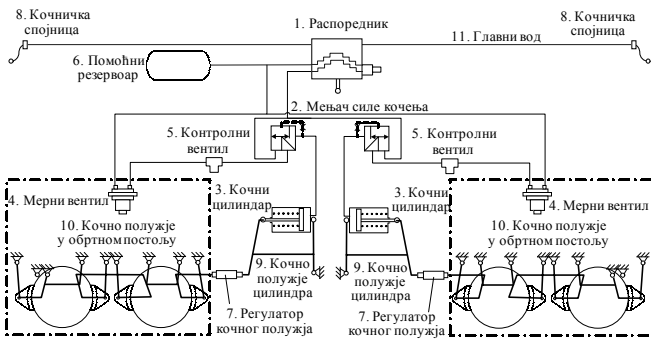 8. Кочничка
спојница
1. Распоредник
8. Кочничка
спојница
11. Главни вод
6. Помоћни
резервоар
2. Мењач силе кочења
5. Контролни
вентил
5. Контролни
вентил
4. Мерни вентил
3. Кочни
цилиндар
3. Кочни
цилиндар
4. Мерни вентил
10. Кочно полужје
у обртном постољу
10. Кочно полужје
у обртном постољу
9. Кочно
полужје
цилиндра
9. Кочно
полужје
цилиндра
7. Регулатор
кочног полужја
7. Регулатор
кочног полужја